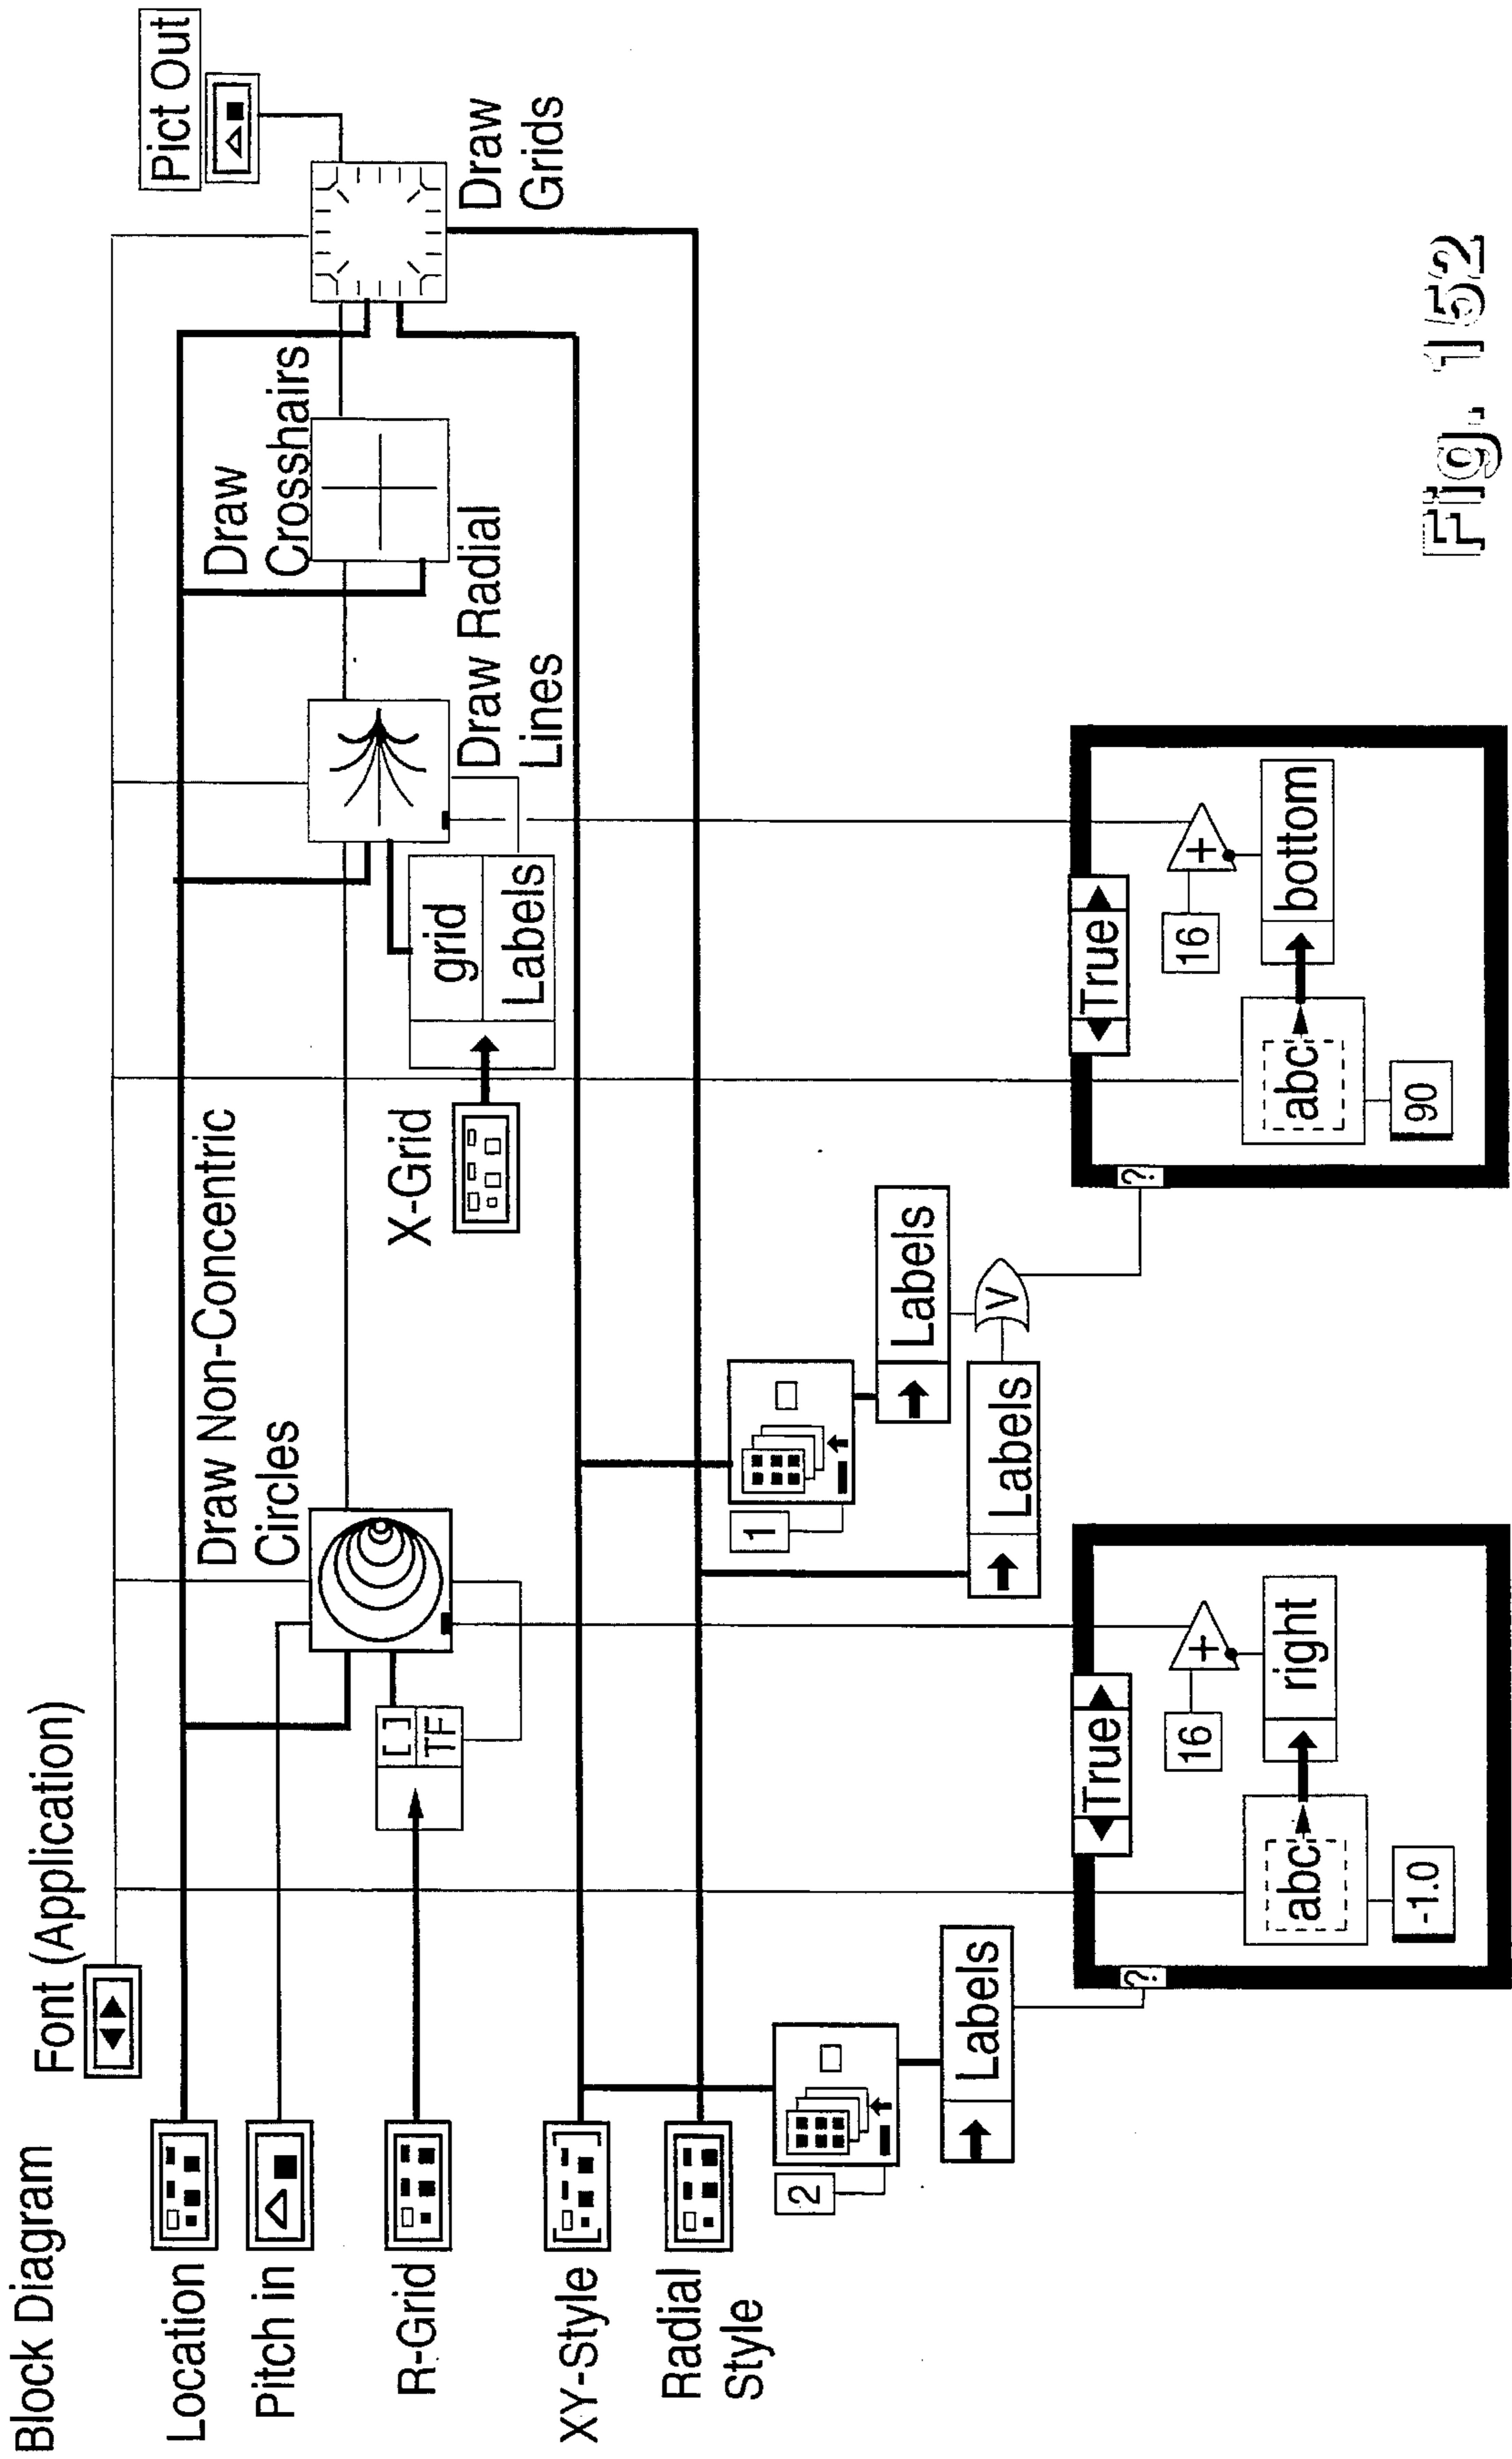 Block Diagram
Font (Application)
Location
Pitch in
R-Grid
XY-Style
Radial
Style
Draw Non-Concentric
Circles
[ ]
TF
X-Grid
grid
Labels
Draw Radial
Lines
Draw
Crosshairs
Draw
Grids
Pict Out
2
Labels
1
Labels
Labels
V
?
True
abc
-1.0
16
+
right
?
True
abc
90
16
+
bottom
Fig. 152